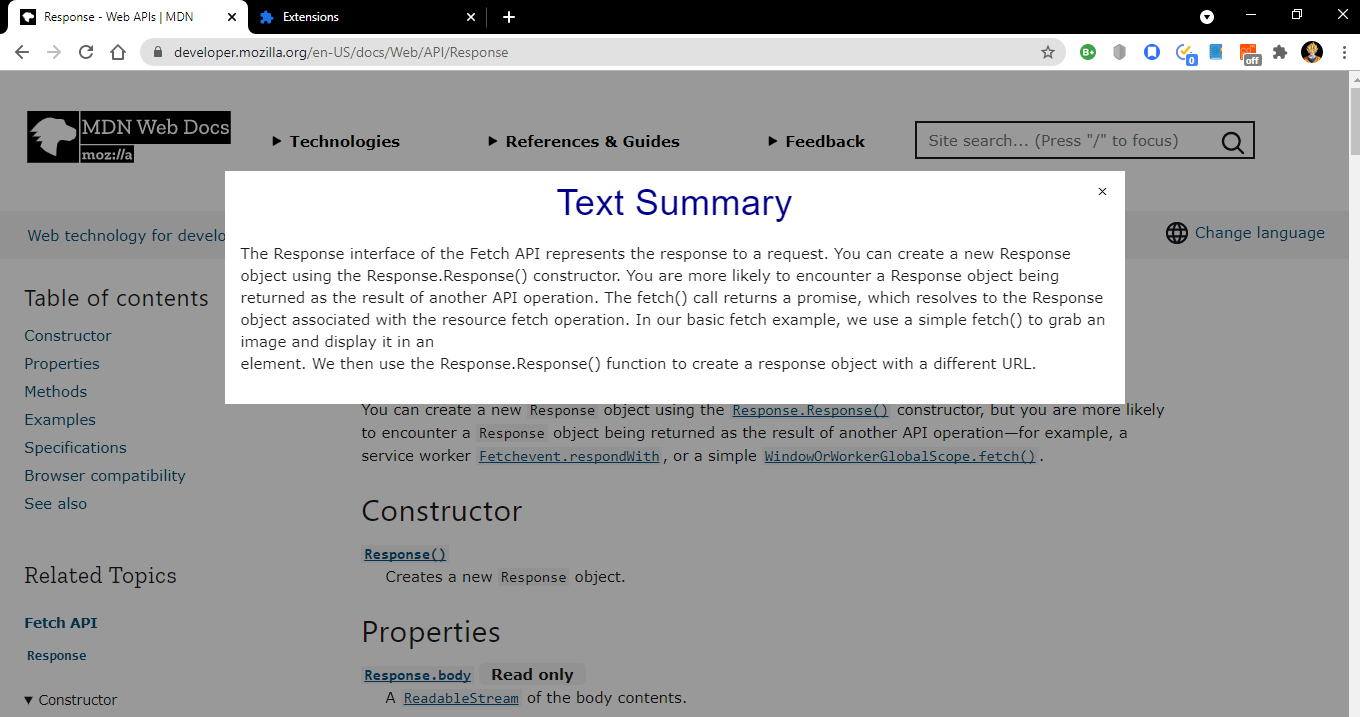 Response - Web APIs | MDN
Extensions
developer.mozilla.org/en-US/docs/Web/API/Response
B+
0
off
MDN Web Docs
moz://a
Technologies
References & Guides
Feedback
Site search... (Press "/" to focus)
Web technology for develo
Change language
Text Summary
The Response interface of the Fetch API represents the response to a request. You can create a new Response
object using the Response.Response() constructor. You are more likely to encounter a Response object being
returned as the result of another API operation. The fetch() call returns a promise, which resolves to the Response
object associated with the resource fetch operation. In our basic fetch example, we use a simple fetch() to grab an
image and display it in an
element. We then use the Response.Response() function to create a response object with a different URL.
Table of contents
Constructor
Properties
Methods
Examples
Specifications
Browser compatibility
See also
Related Topics
Fetch API
Response
Constructor
You can create a new Response object using the Response.Response() constructor, but you are more likely
to encounter a Response object being returned as the result of another API operation—for example, a
service worker Fetchevent.respondWith, or a simple WindowOrWorkerGlobalScope.fetch().
Constructor
Response()
Creates a new Response object.
Properties
Response.body Read only
A ReadableStream of the body contents.